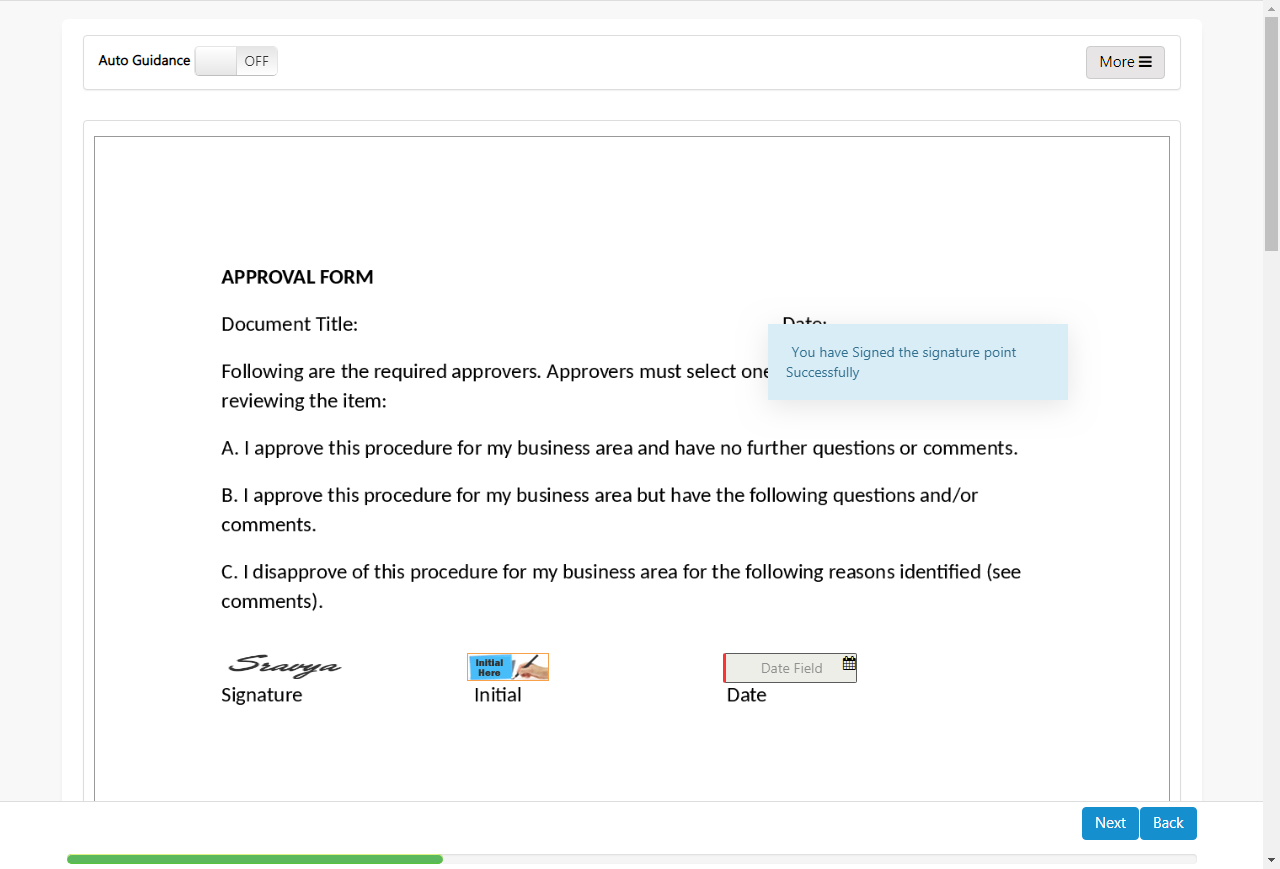 Auto Guidance OFF More
APPROVAL FORM
Document Title: Date:
You have Signed the signature point
Successfully
Following are the required approvers. Approvers must select one
reviewing the item:
A. I approve this procedure for my business area and have no further questions or comments.
B. I approve this procedure for my business area but have the following questions and/or
comments.
C. I disapprove of this procedure for my business area for the following reasons identified (see
comments).
Sravya Initial Here Date Field
Signature Initial Date
Next Back